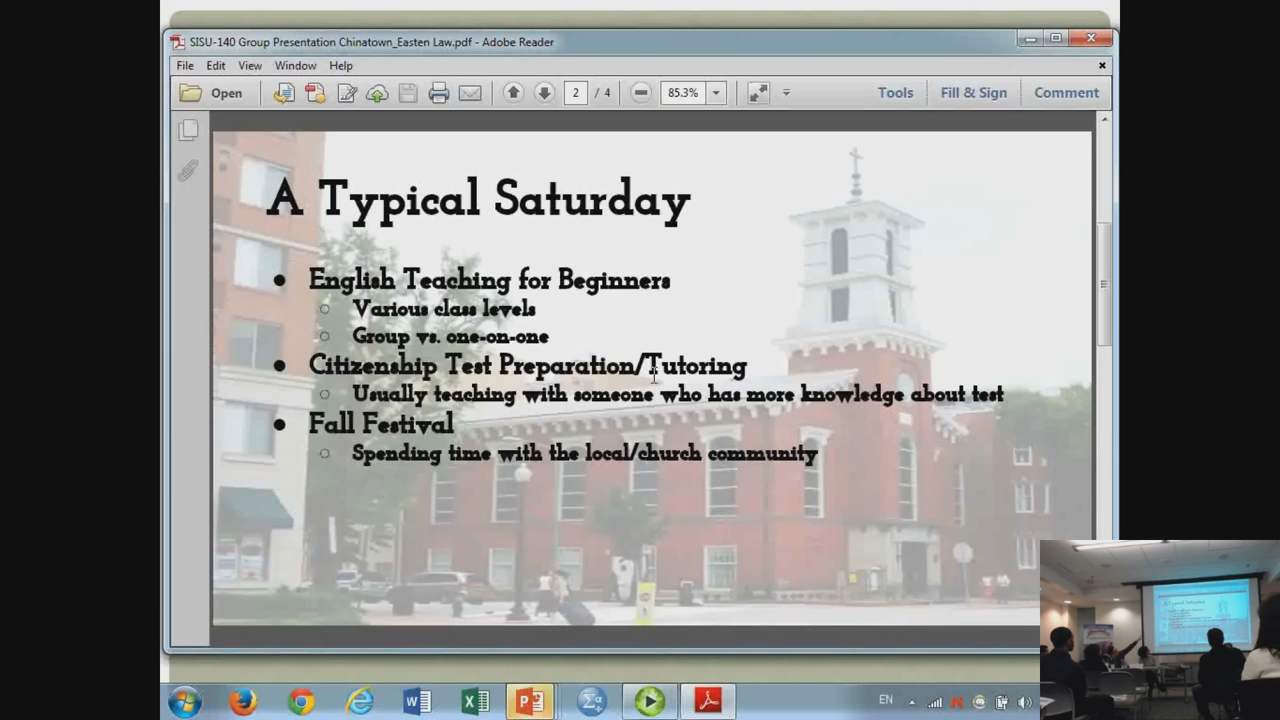 SISU-140 Group Presentation Chinatown_Easten Law.pdf - Adobe Reader
File Edit View Window Help
Open 2 / 4 85.3% Tools Fill & Sign Comment
A Typical Saturday
English Teaching for Beginners
Various class levels
Group vs. one-on-one
Citizenship Test Preparation/Tutoring
Usually teaching with someone who has more knowledge about test
Fall Festival
Spending time with the local/church community
A Typical Saturday
EN